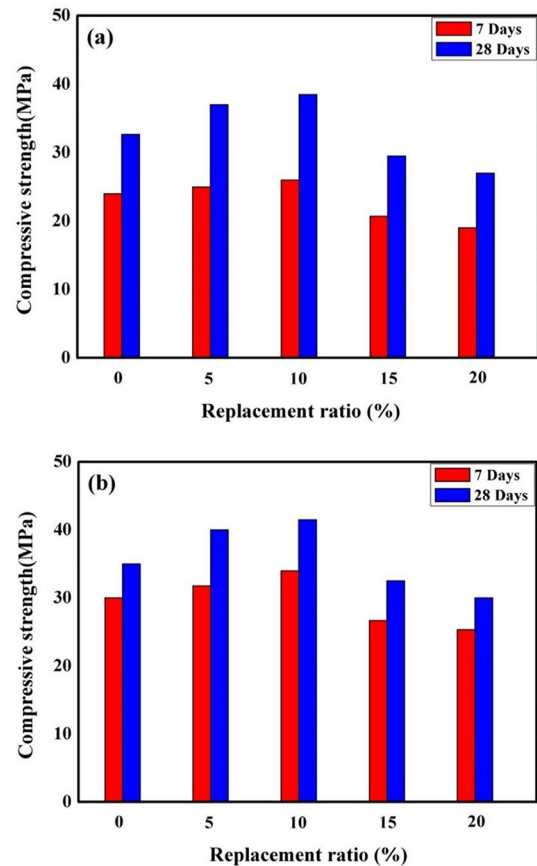 (a)
7 Days
28 Days
50
40
30
20
10
0
Compressive strength(MPa)
0 5 10 15 20
Replacement ratio (%)
(b)
7 Days
28 Days
50
40
30
20
10
0
Compressive strength(MPa)
0 5 10 15 20
Replacement ratio (%)